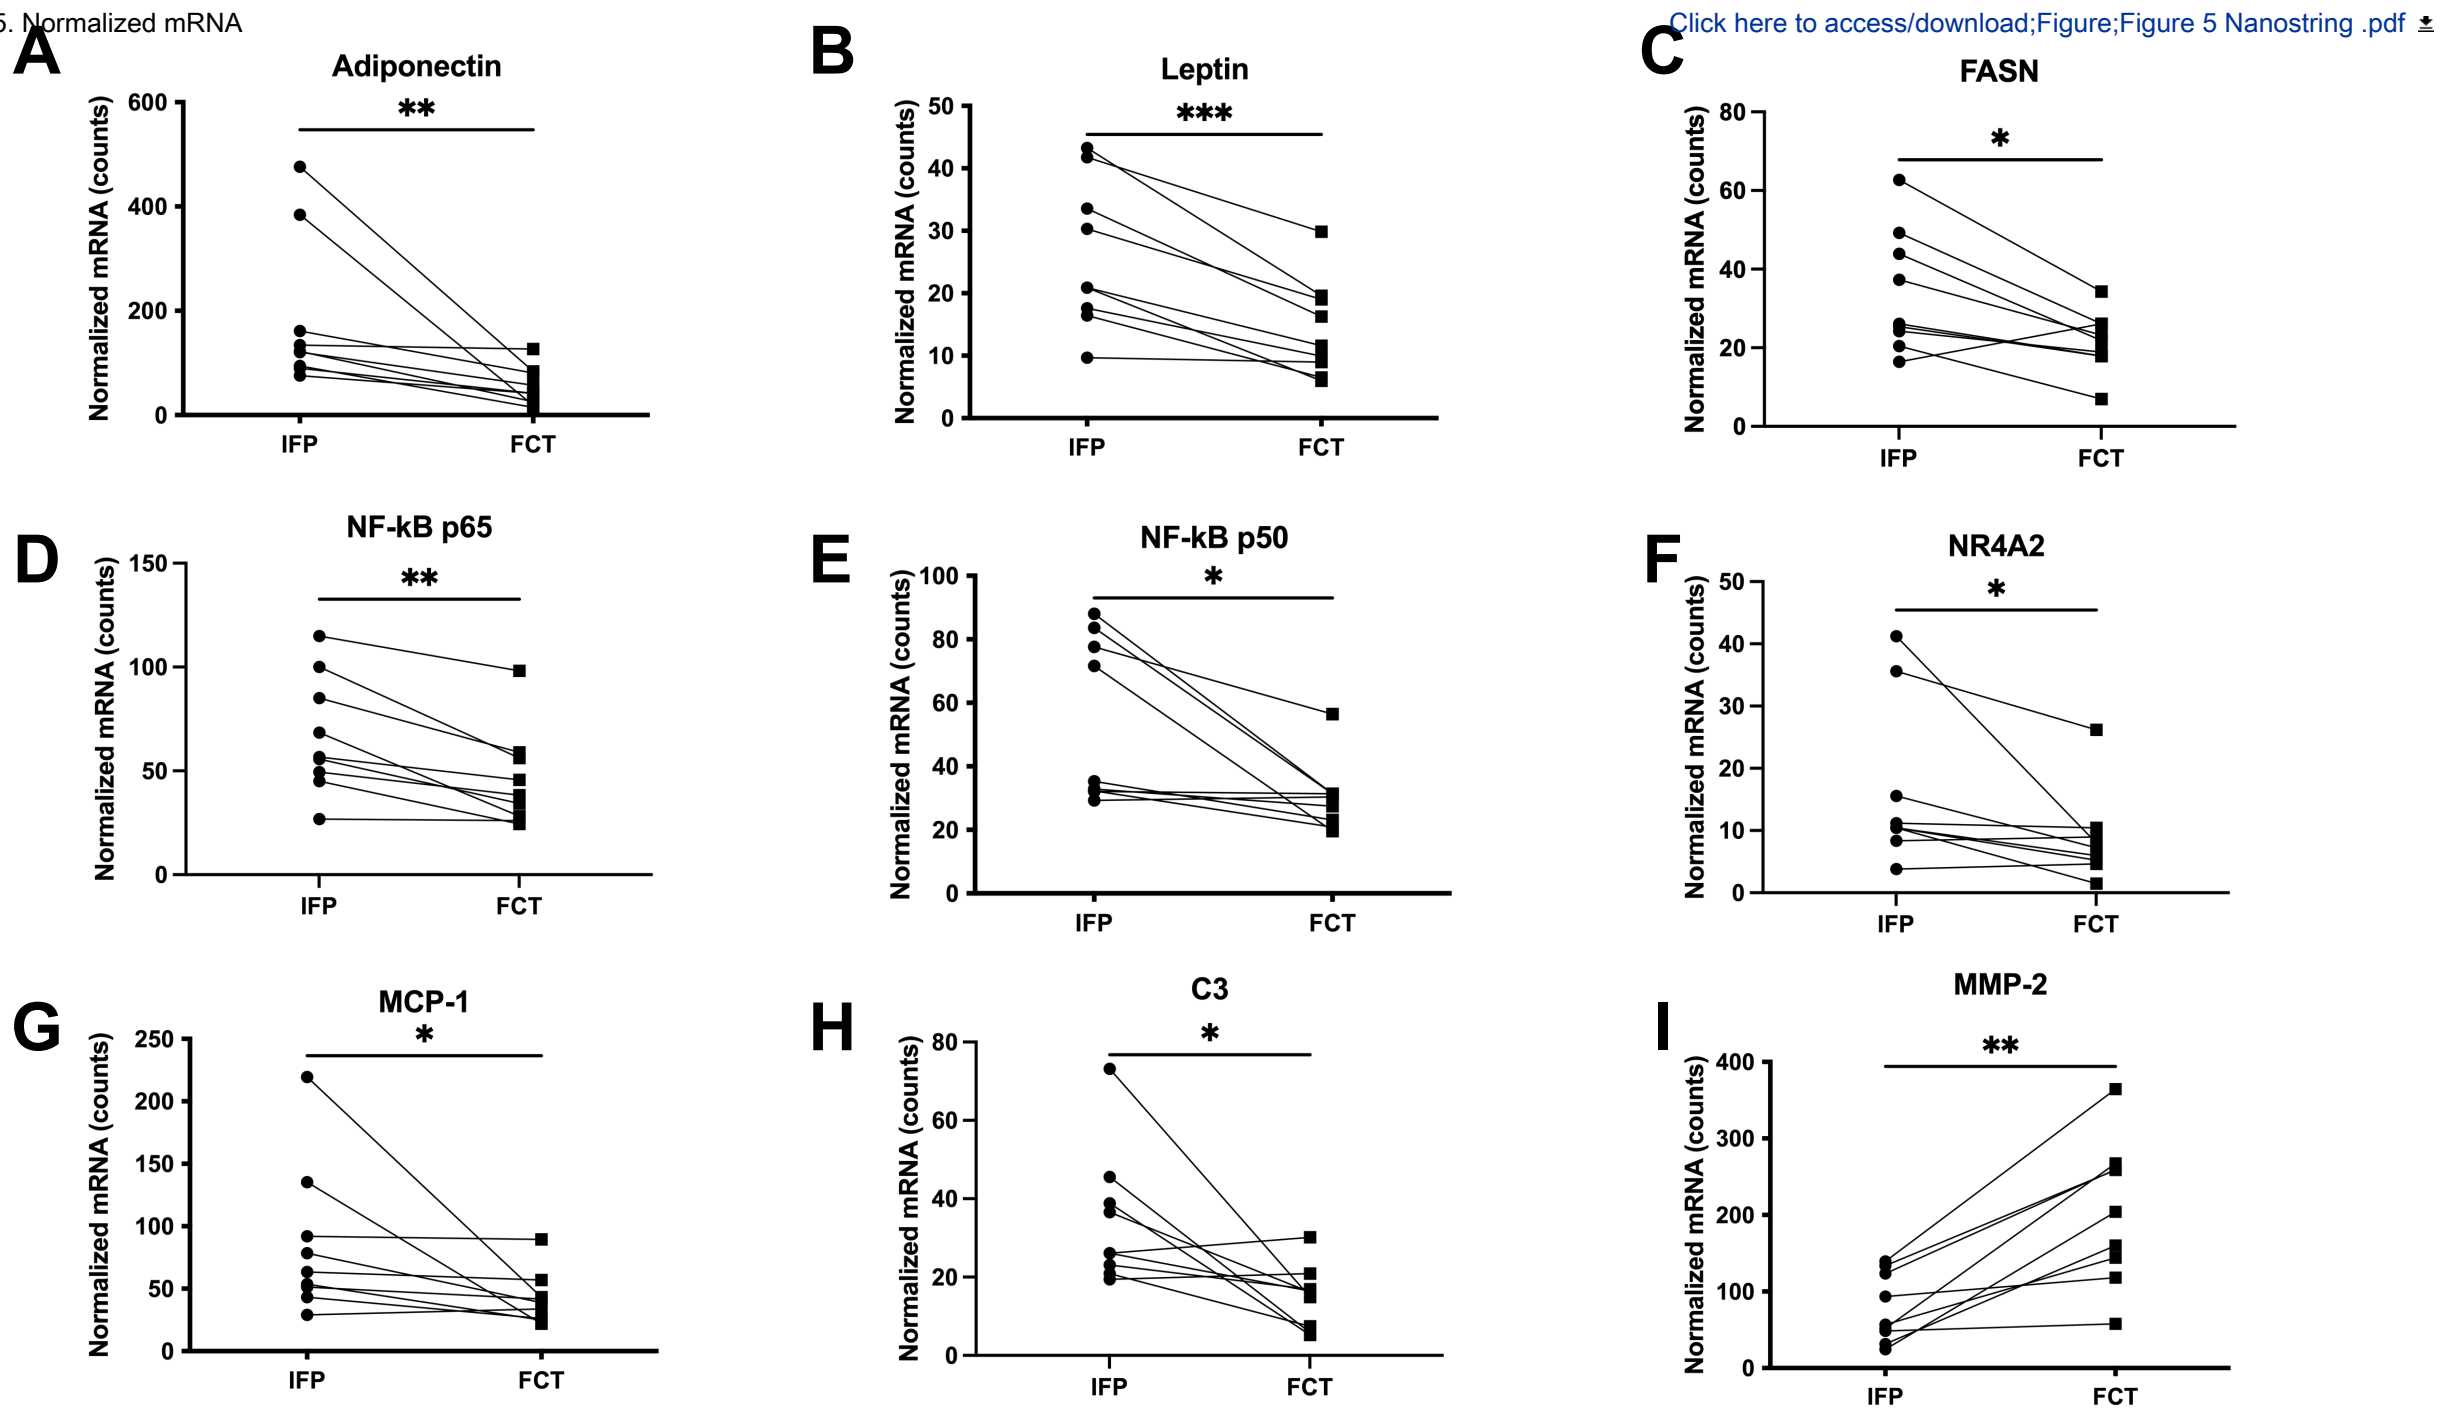 5. Normalized mRNA
Click here to access/download;Figure;Figure 5 Nanostring .pdf
A
Adiponectin
**
Normalized mRNA (counts)
600
400
200
0
IFP
FCT
B
Leptin
***
Normalized mRNA (counts)
50
40
30
20
10
0
IFP
FCT
C
FASN
*
Normalized mRNA (counts)
80
60
40
20
0
IFP
FCT
D
NF-kB p65
**
Normalized mRNA (counts)
150
100
50
0
IFP
FCT
E
NF-kB p50
*
Normalized mRNA (counts)
100
80
60
40
20
0
IFP
FCT
F
NR4A2
*
Normalized mRNA (counts)
50
40
30
20
10
0
IFP
FCT
G
MCP-1
*
Normalized mRNA (counts)
250
200
150
100
50
0
IFP
FCT
H
C3
*
Normalized mRNA (counts)
80
60
40
20
0
IFP
FCT
I
MMP-2
**
Normalized mRNA (counts)
400
300
200
100
0
IFP
FCT